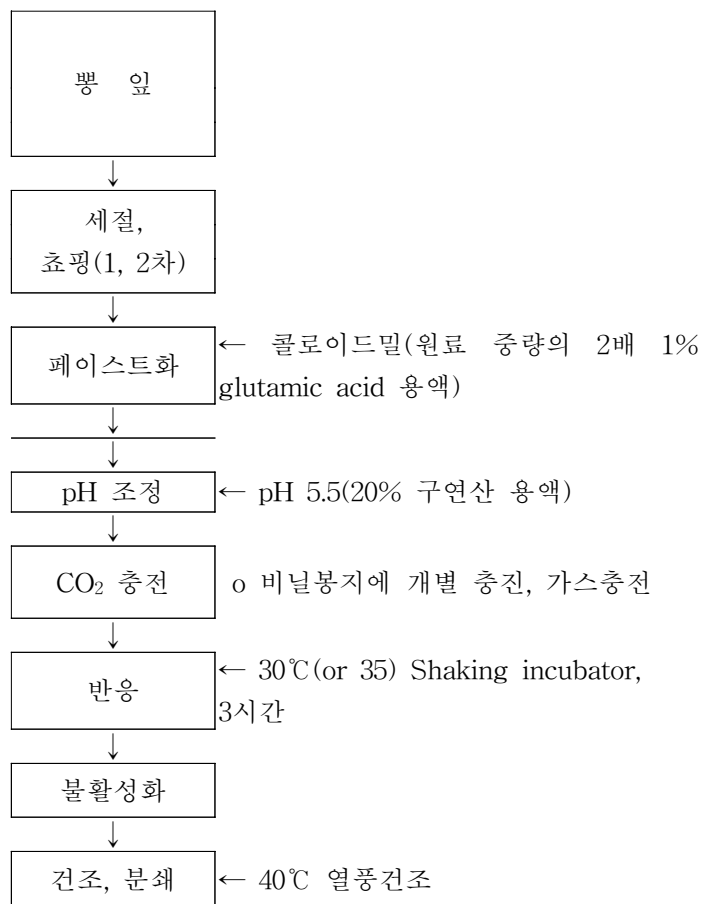 뽕 잎
↓
세절,
쵸핑(1, 2차)
↓
페이스트화
← 콜로이드밀(원료 중량의 2배 1%
glutamic acid 용액)
↓
↓
pH 조정 ← pH 5.5(20% 구연산 용액)
↓
CO₂ 충전 o 비닐봉지에 개별 충진, 가스충전
↓
반응
← 30℃(or 35) Shaking incubator,
3시간
↓
불활성화
↓
건조, 분쇄 ← 40℃ 열풍건조